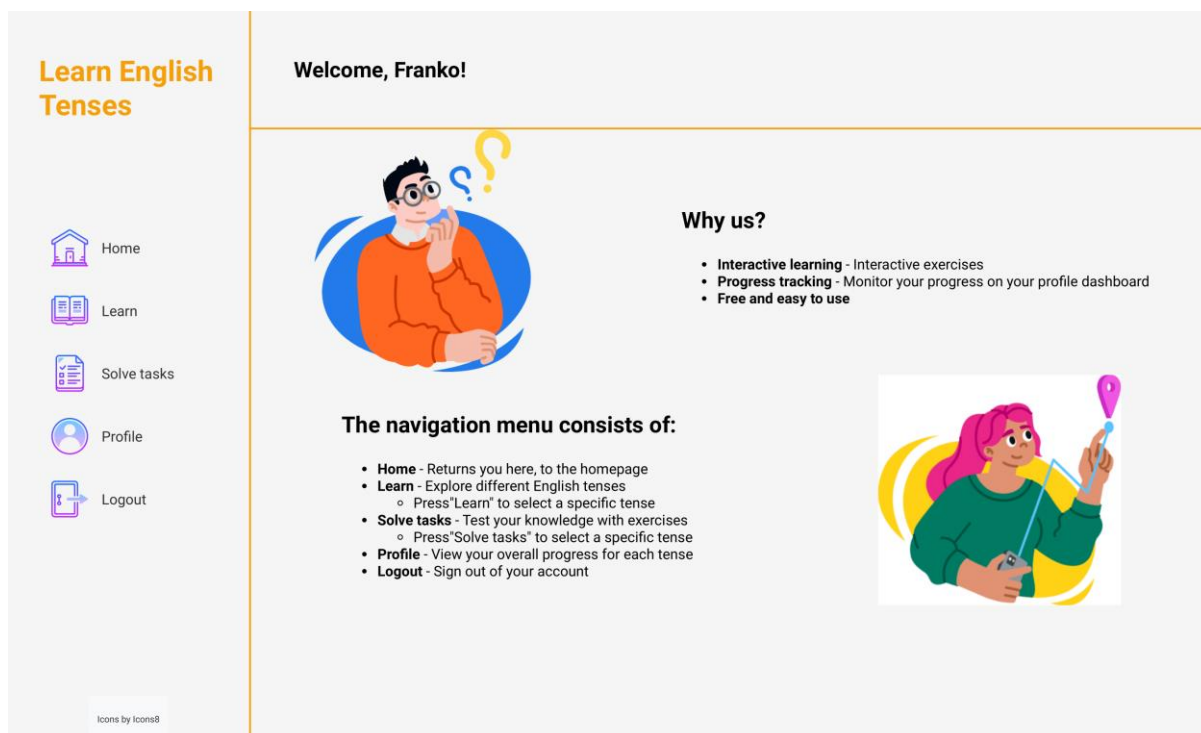 Learn English
Tenses
Home
Learn
Solve tasks
Profile
Logout
Icons by Icons8
Welcome, Franko!
Why us?
• Interactive learning - Interactive exercises
• Progress tracking - Monitor your progress on your profile dashboard
• Free and easy to use
The navigation menu consists of:
• Home - Returns you here, to the homepage
• Learn - Explore different English tenses
◦ Press"Learn" to select a specific tense
• Solve tasks - Test your knowledge with exercises
◦ Press"Solve tasks" to select a specific tense
• Profile - View your overall progress for each tense
• Logout - Sign out of your account